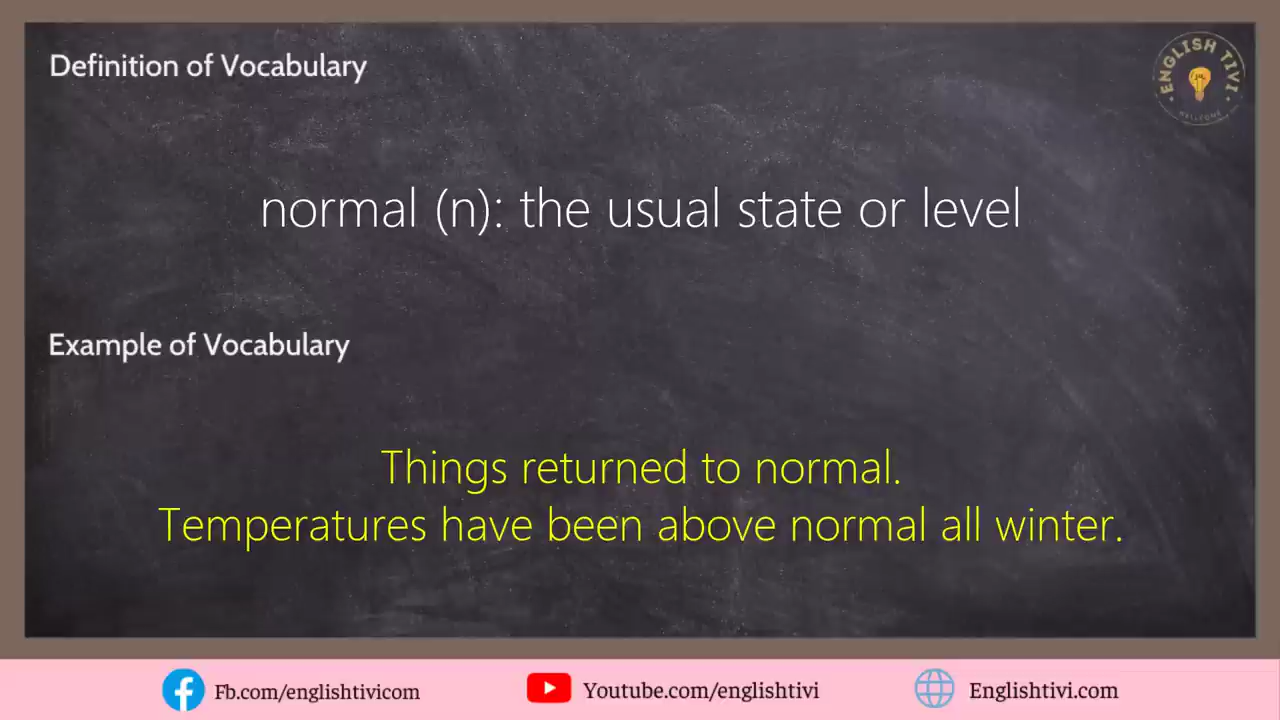 Definition of Vocabulary
ENGLISH TIVI
WELLCOME
normal (n): the usual state or level
Example of Vocabulary
Things returned to normal.
Temperatures have been above normal all winter.
Fb.com/englishtivicom
Youtube.com/englishtivi
Englishtivi.com